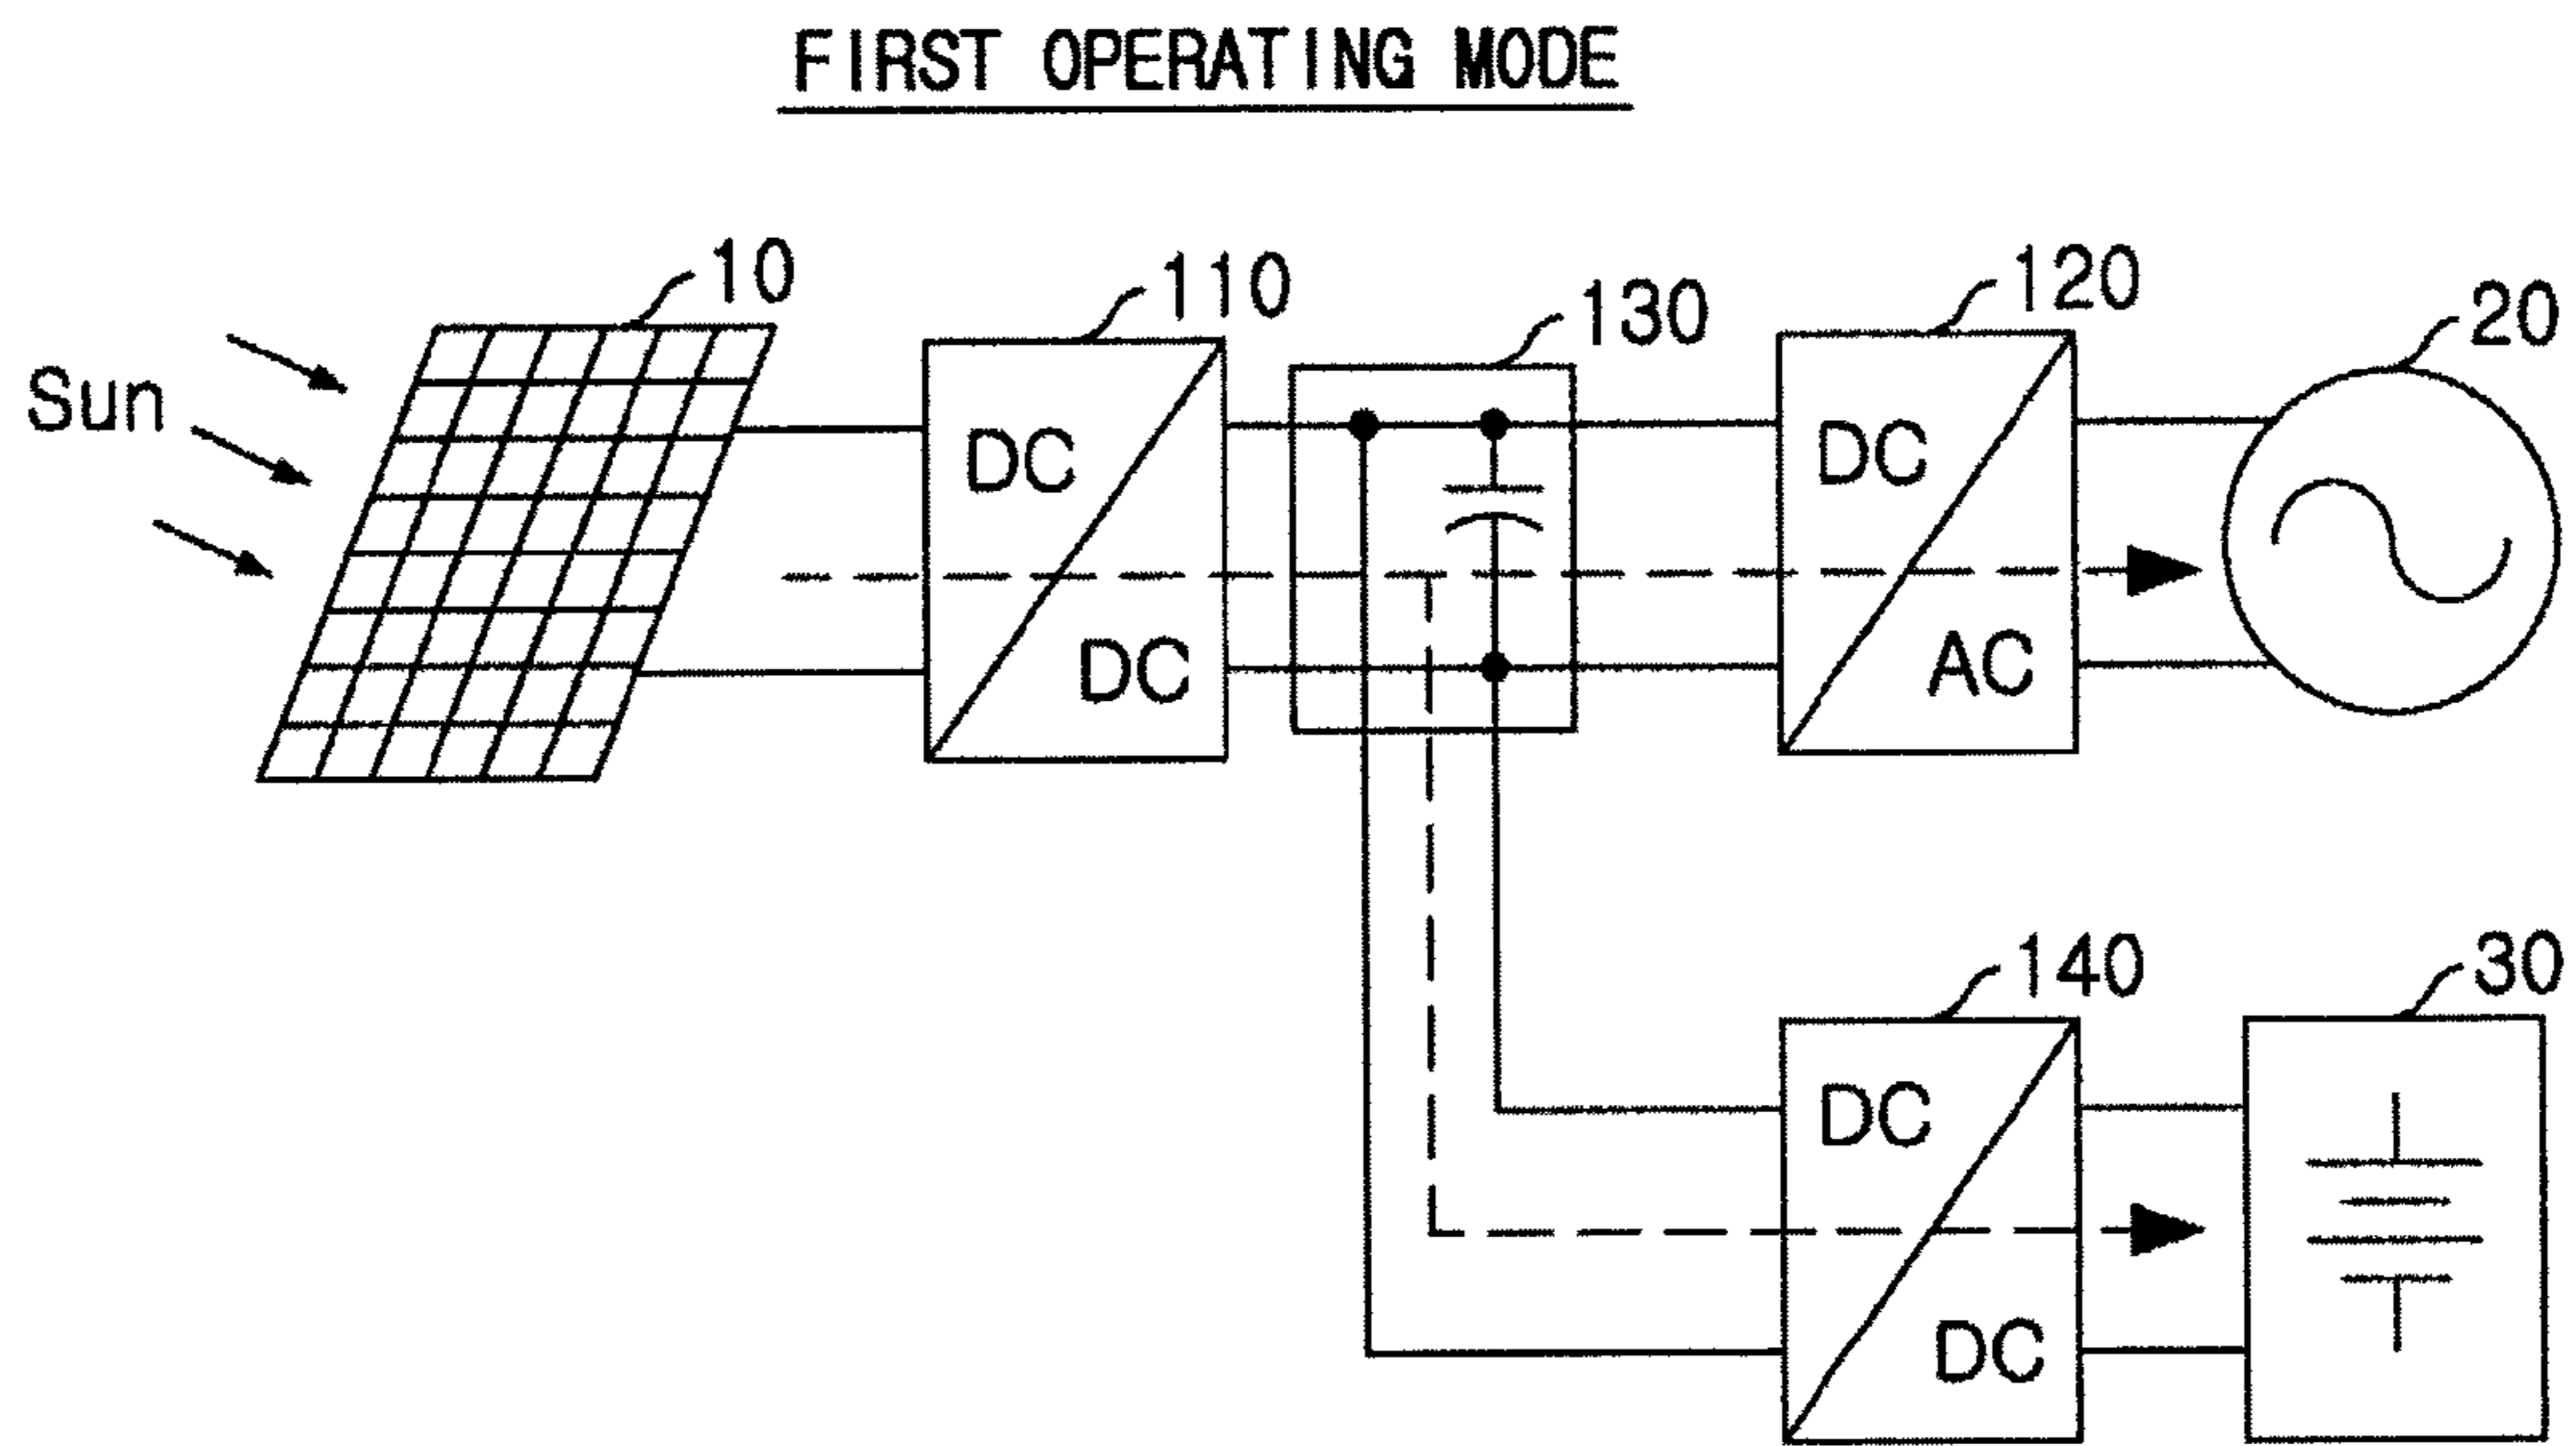 FIRST OPERATING MODE
10
110
130
120
20
Sun
DC
DC
DC
AC
140
30
DC
DC